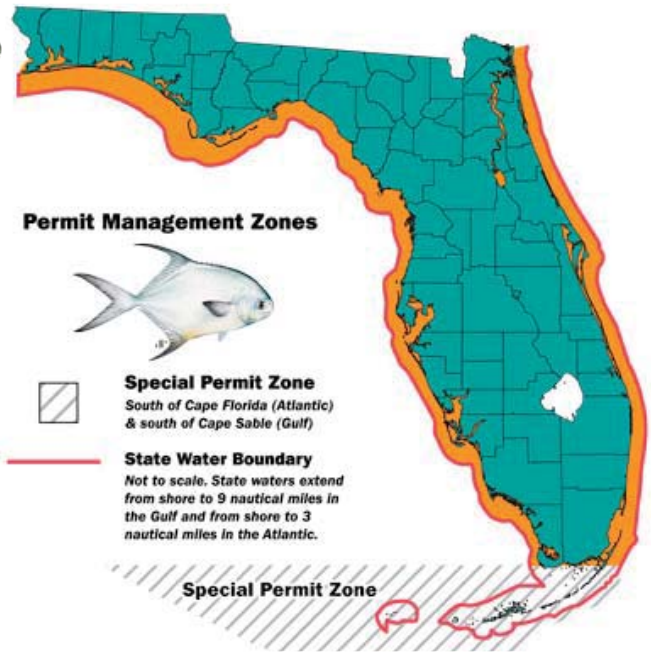 Permit Management Zones
Special Permit Zone
South of Cape Florida (Atlantic)
& south of Cape Sable (Gulf)
State Water Boundary
Not to scale. State waters extend
from shore to 9 nautical miles in
the Gulf and from shore to 3
nautical miles in the Atlantic.
Special Permit Zone